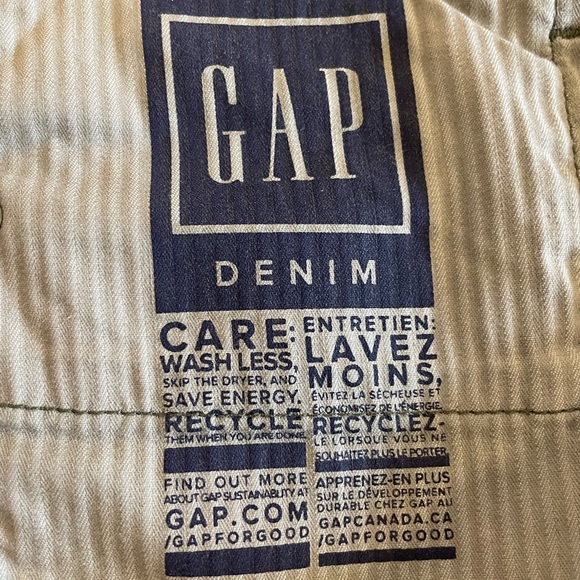 GAP
DENIM
CARE:
WASH LESS,
SKIP THE DRYER, AND
SAVE ENERGY.
RECYCLE
THEM WHEN YOU ARE DONE.
FIND OUT MORE
ABOUT GAP SUSTAINABILITY AT
GAP.COM
/GAPFORGOOD
ENTRETIEN:
LAVEZ
MOINS,
ÉVITEZ LA SÉCHEUSE ET
ÉCONOMISEZ DE L'ÉNERGIE.
RECYCLEZ-
LE LORSQUE VOUS NE
SOUHAITEZ PLUS LE PORTER.
APPRENEZ-EN PLUS
SUR LE DÉVELOPPEMENT
DURABLE CHEZ GAP AU
GAPCANADA.CA
/GAPFORGOOD